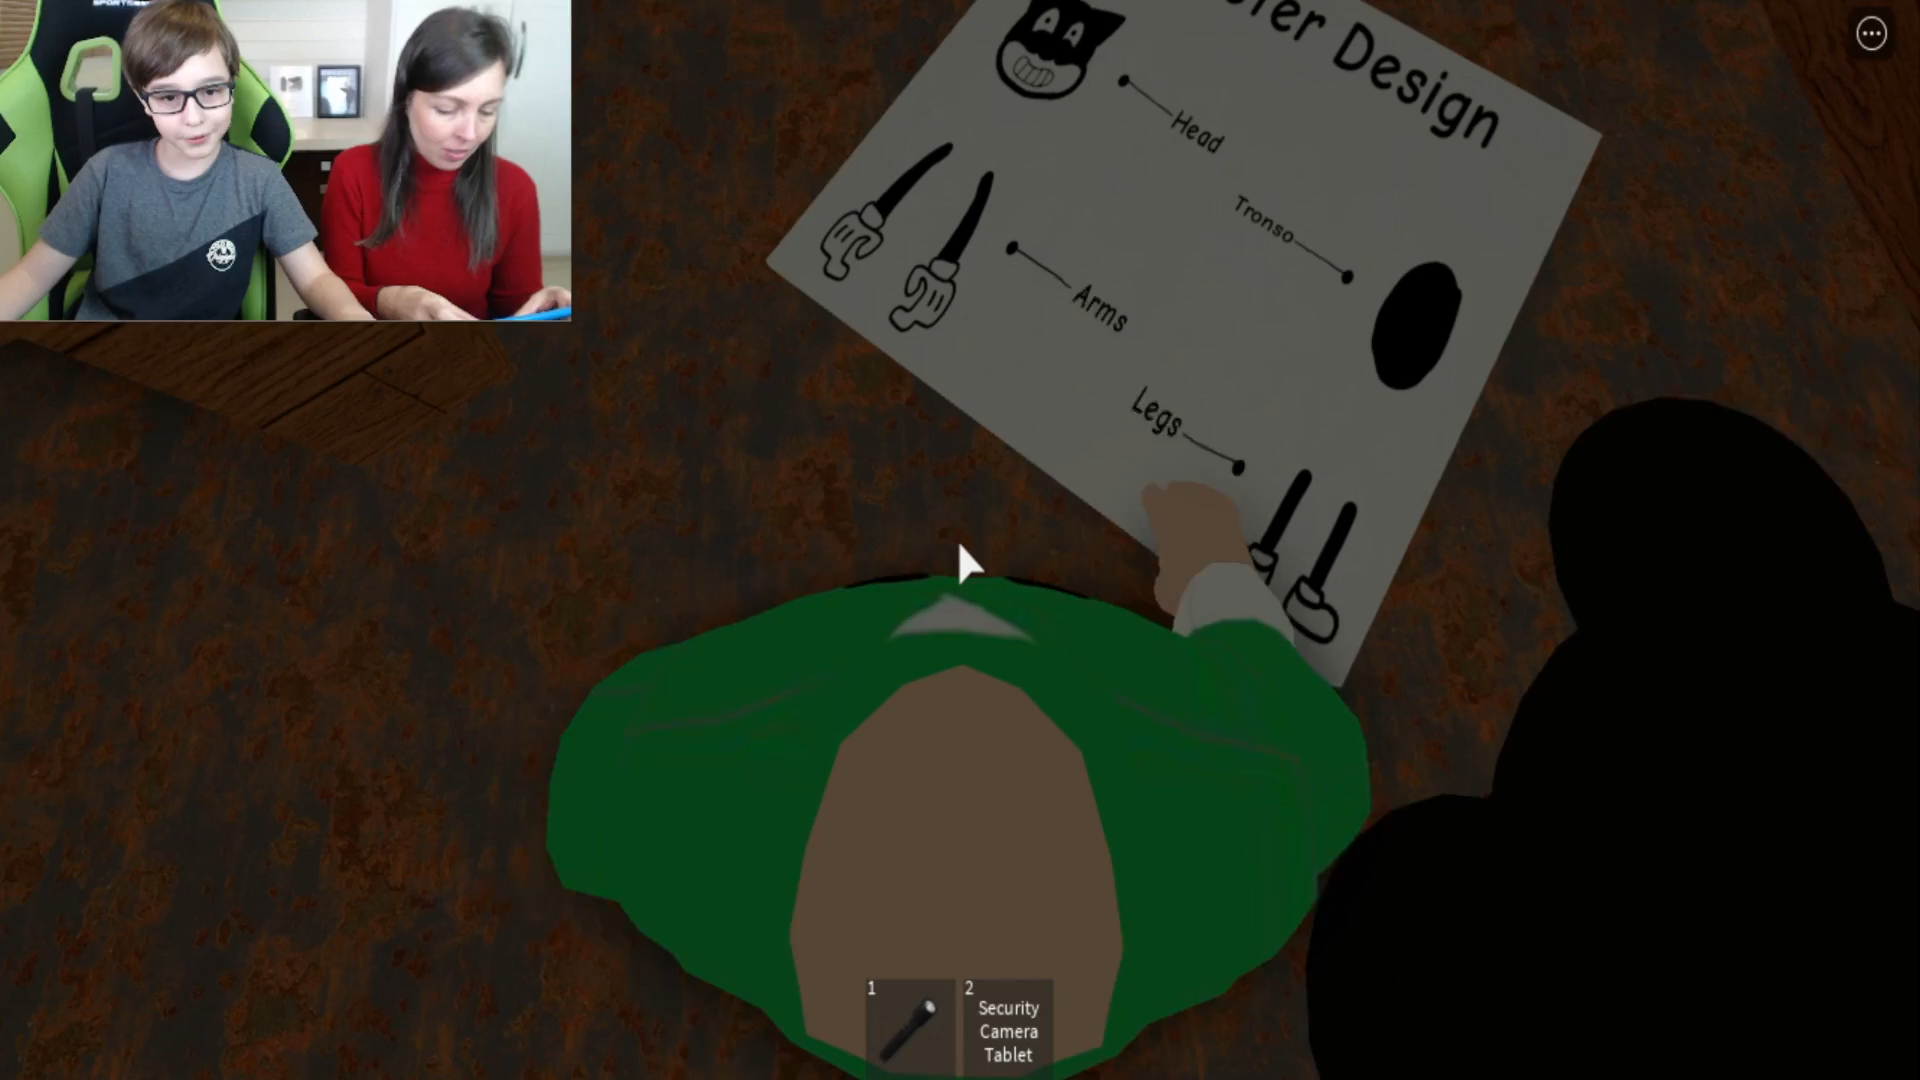 Design
Head
Tronso
Arms
Legs
1
2
Security
Camera
Tablet